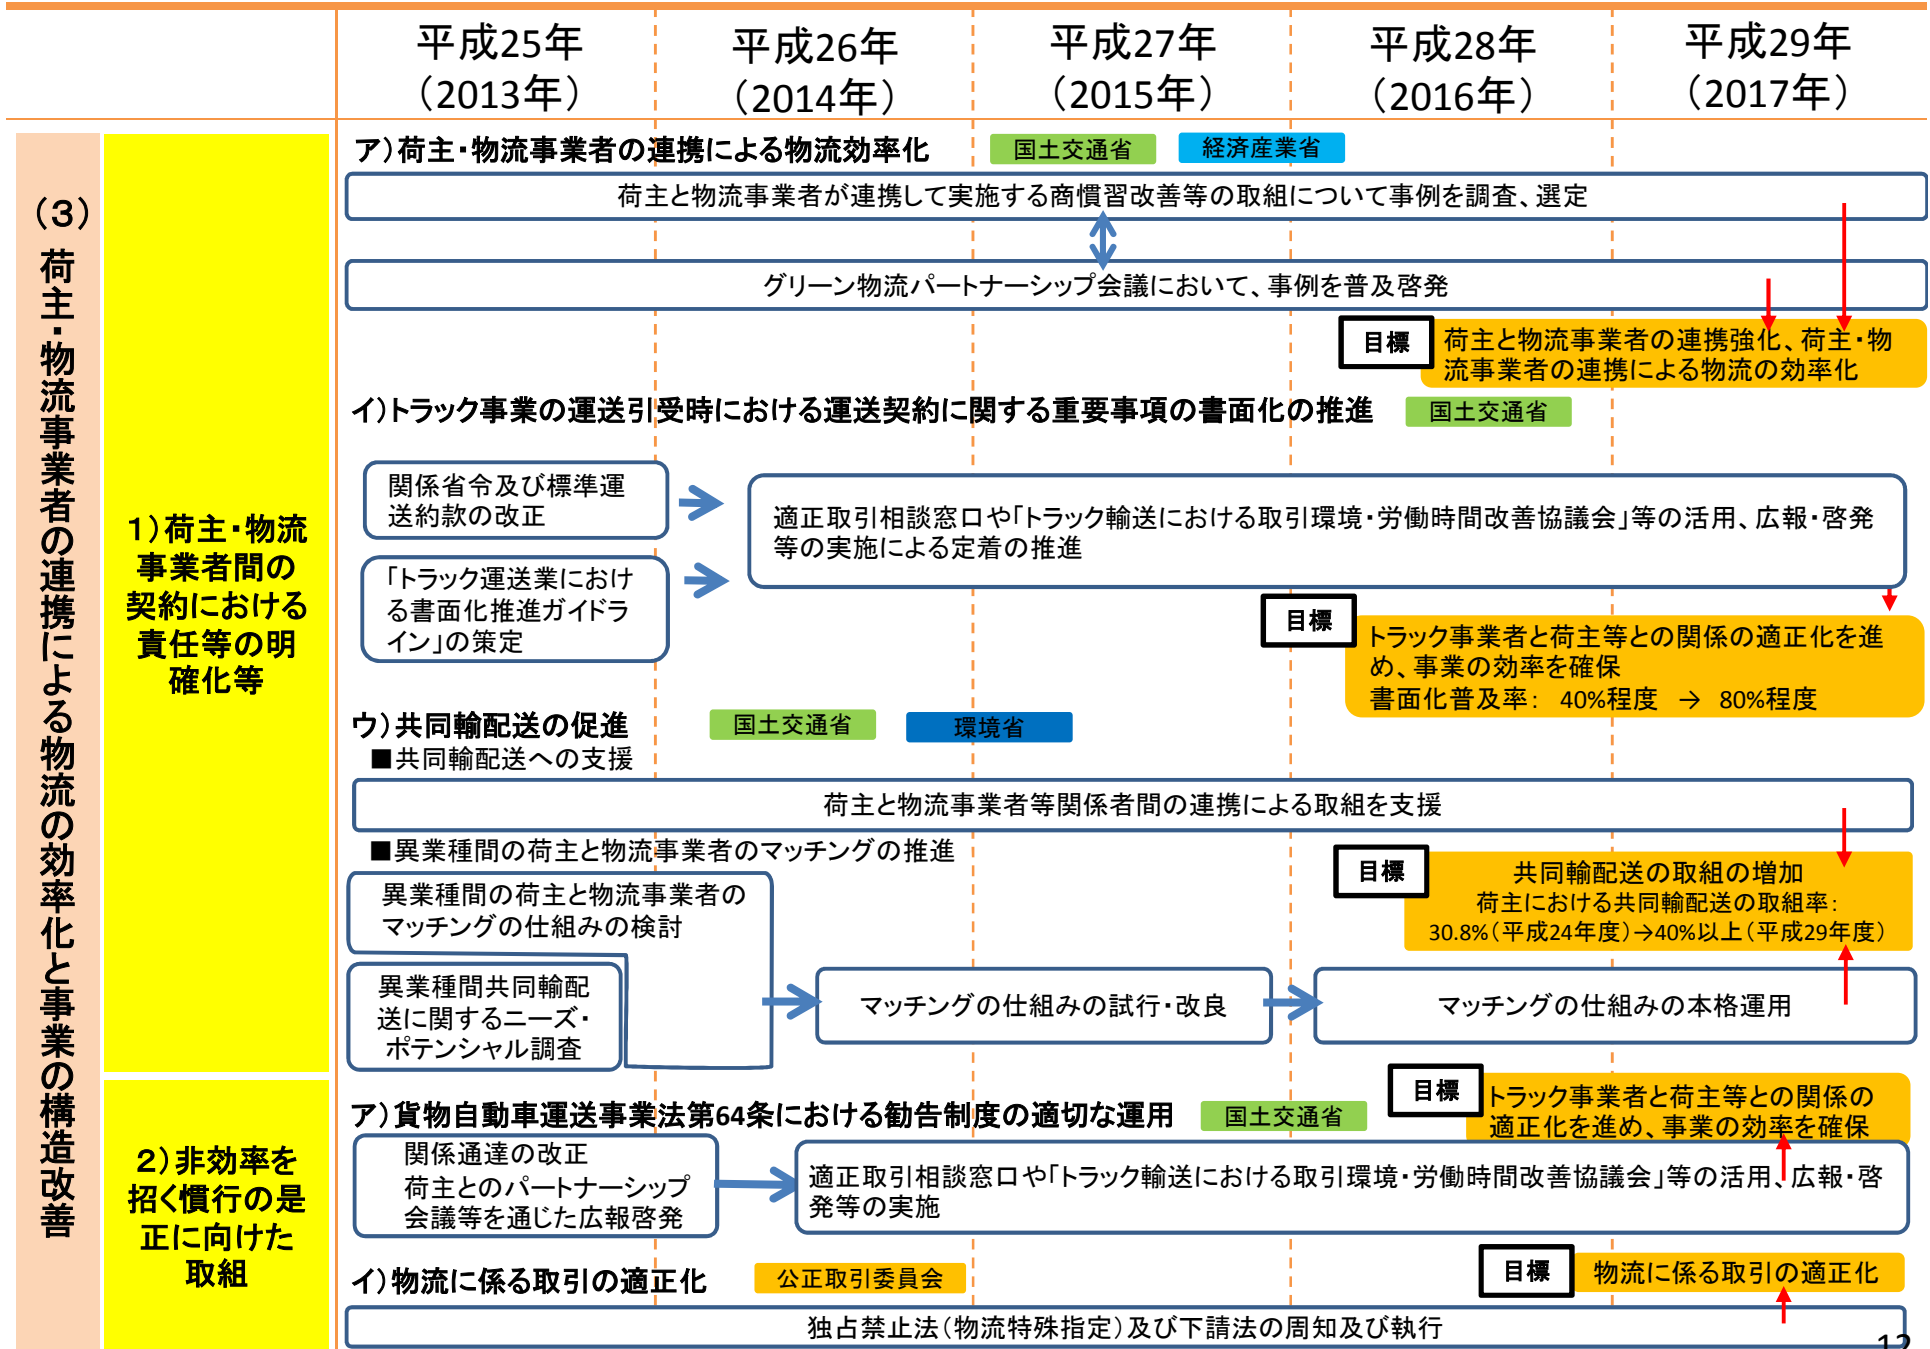 平成25年
（2013年）
平成26年
（2014年）
平成27年
（2015年）
平成28年
（2016年）
平成29年
（2017年）
（3）荷主・物流事業者の連携による物流の効率化と事業の構造改善
1）荷主・物流
事業者間の
契約における
責任等の明
確化等
ア）荷主・物流事業者の連携による物流効率化
国土交通省
経済産業省
荷主と物流事業者が連携して実施する商慣習改善等の取組について事例を調査、選定
グリーン物流パートナーシップ会議において、事例を普及啓発
目標
荷主と物流事業者の連携強化、荷主・物
流事業者の連携による物流の効率化
イ）トラック事業の運送引受時における運送契約に関する重要事項の書面化の推進
国土交通省
関係省令及び標準運
送約款の改正
「トラック運送業におけ
る書面化推進ガイドラ
イン」の策定
適正取引相談窓口や「トラック輸送における取引環境・労働時間改善協議会」等の活用、広報・啓発
等の実施による定着の推進
目標
トラック事業者と荷主等との関係の適正化を進
め、事業の効率を確保
書面化普及率： 40%程度 → 80%程度
ウ）共同輸配送の促進
国土交通省
環境省
■共同輸配送への支援
荷主と物流事業者等関係者間の連携による取組を支援
■異業種間の荷主と物流事業者のマッチングの推進
異業種間の荷主と物流事業者の
マッチングの仕組みの検討
異業種間共同輸配
送に関するニーズ・
ポテンシャル調査
マッチングの仕組みの試行・改良
マッチングの仕組みの本格運用
目標
共同輸配送の取組の増加
荷主における共同輸配送の取組率：
30.8%（平成24年度）→40%以上（平成29年度）
2）非効率を
招く慣行の是
正に向けた
取組
ア）貨物自動車運送事業法第64条における勧告制度の適切な運用
国土交通省
目標
トラック事業者と荷主等との関係の
適正化を進め、事業の効率を確保
関係通達の改正
荷主とのパートナーシップ
会議等を通じた広報啓発
適正取引相談窓口や「トラック輸送における取引環境・労働時間改善協議会」等の活用、広報・啓
発等の実施
イ）物流に係る取引の適正化
公正取引委員会
目標
物流に係る取引の適正化
独占禁止法（物流特殊指定）及び下請法の周知及び執行
12